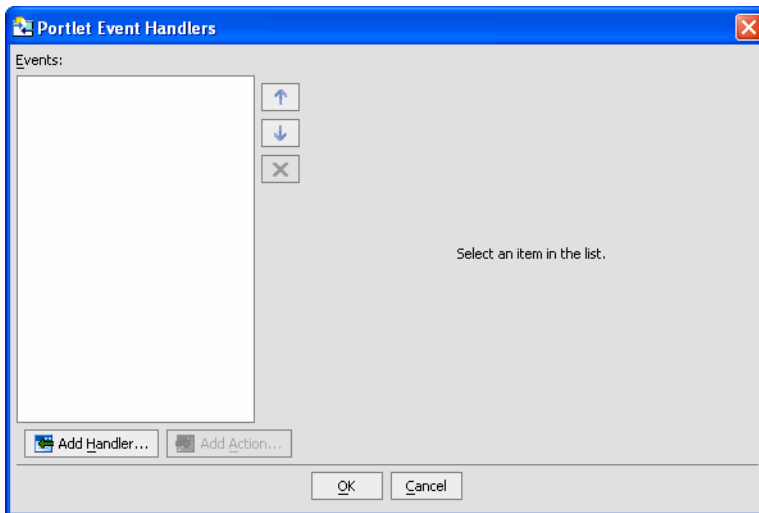 Portlet Event Handlers
Events:
Select an item in the list.
Add Handler... Add Action...
OK Cancel